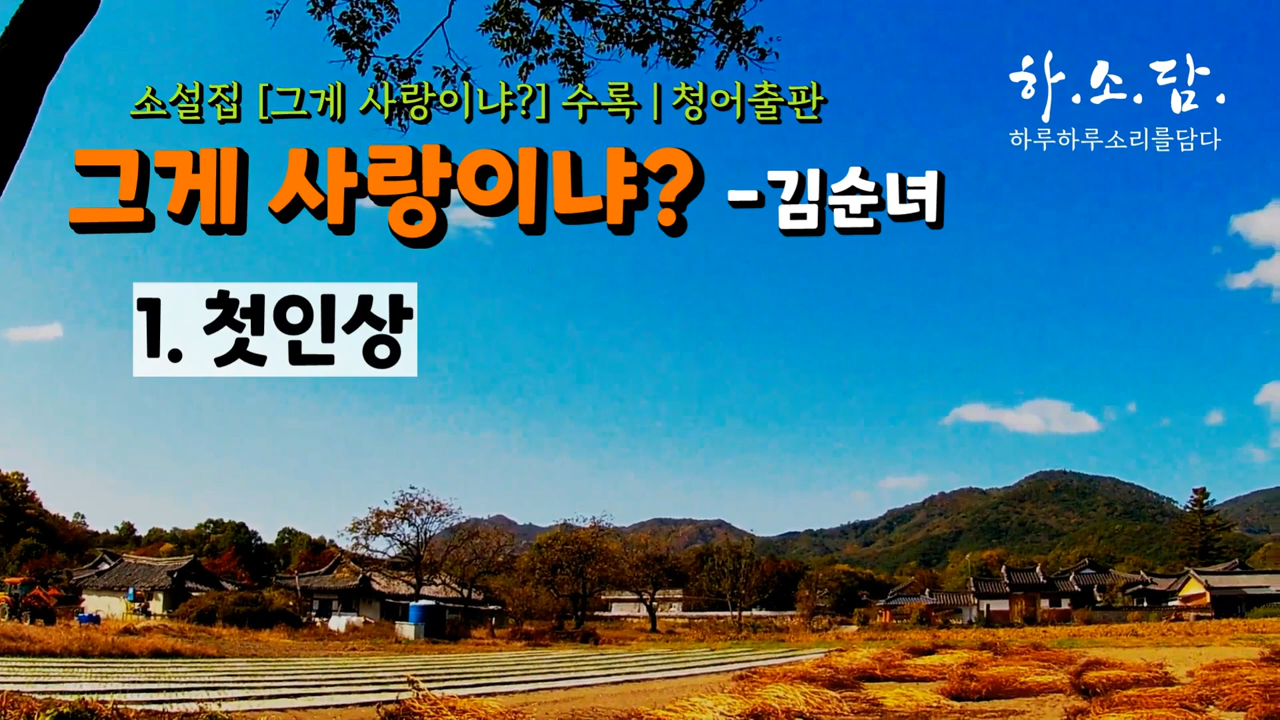 소설집 [그게 사랑이냐?] 수록 | 청어출판
그게 사랑이냐? -김순녀
1. 첫인상
하.소.담.
하루하루소리를담다